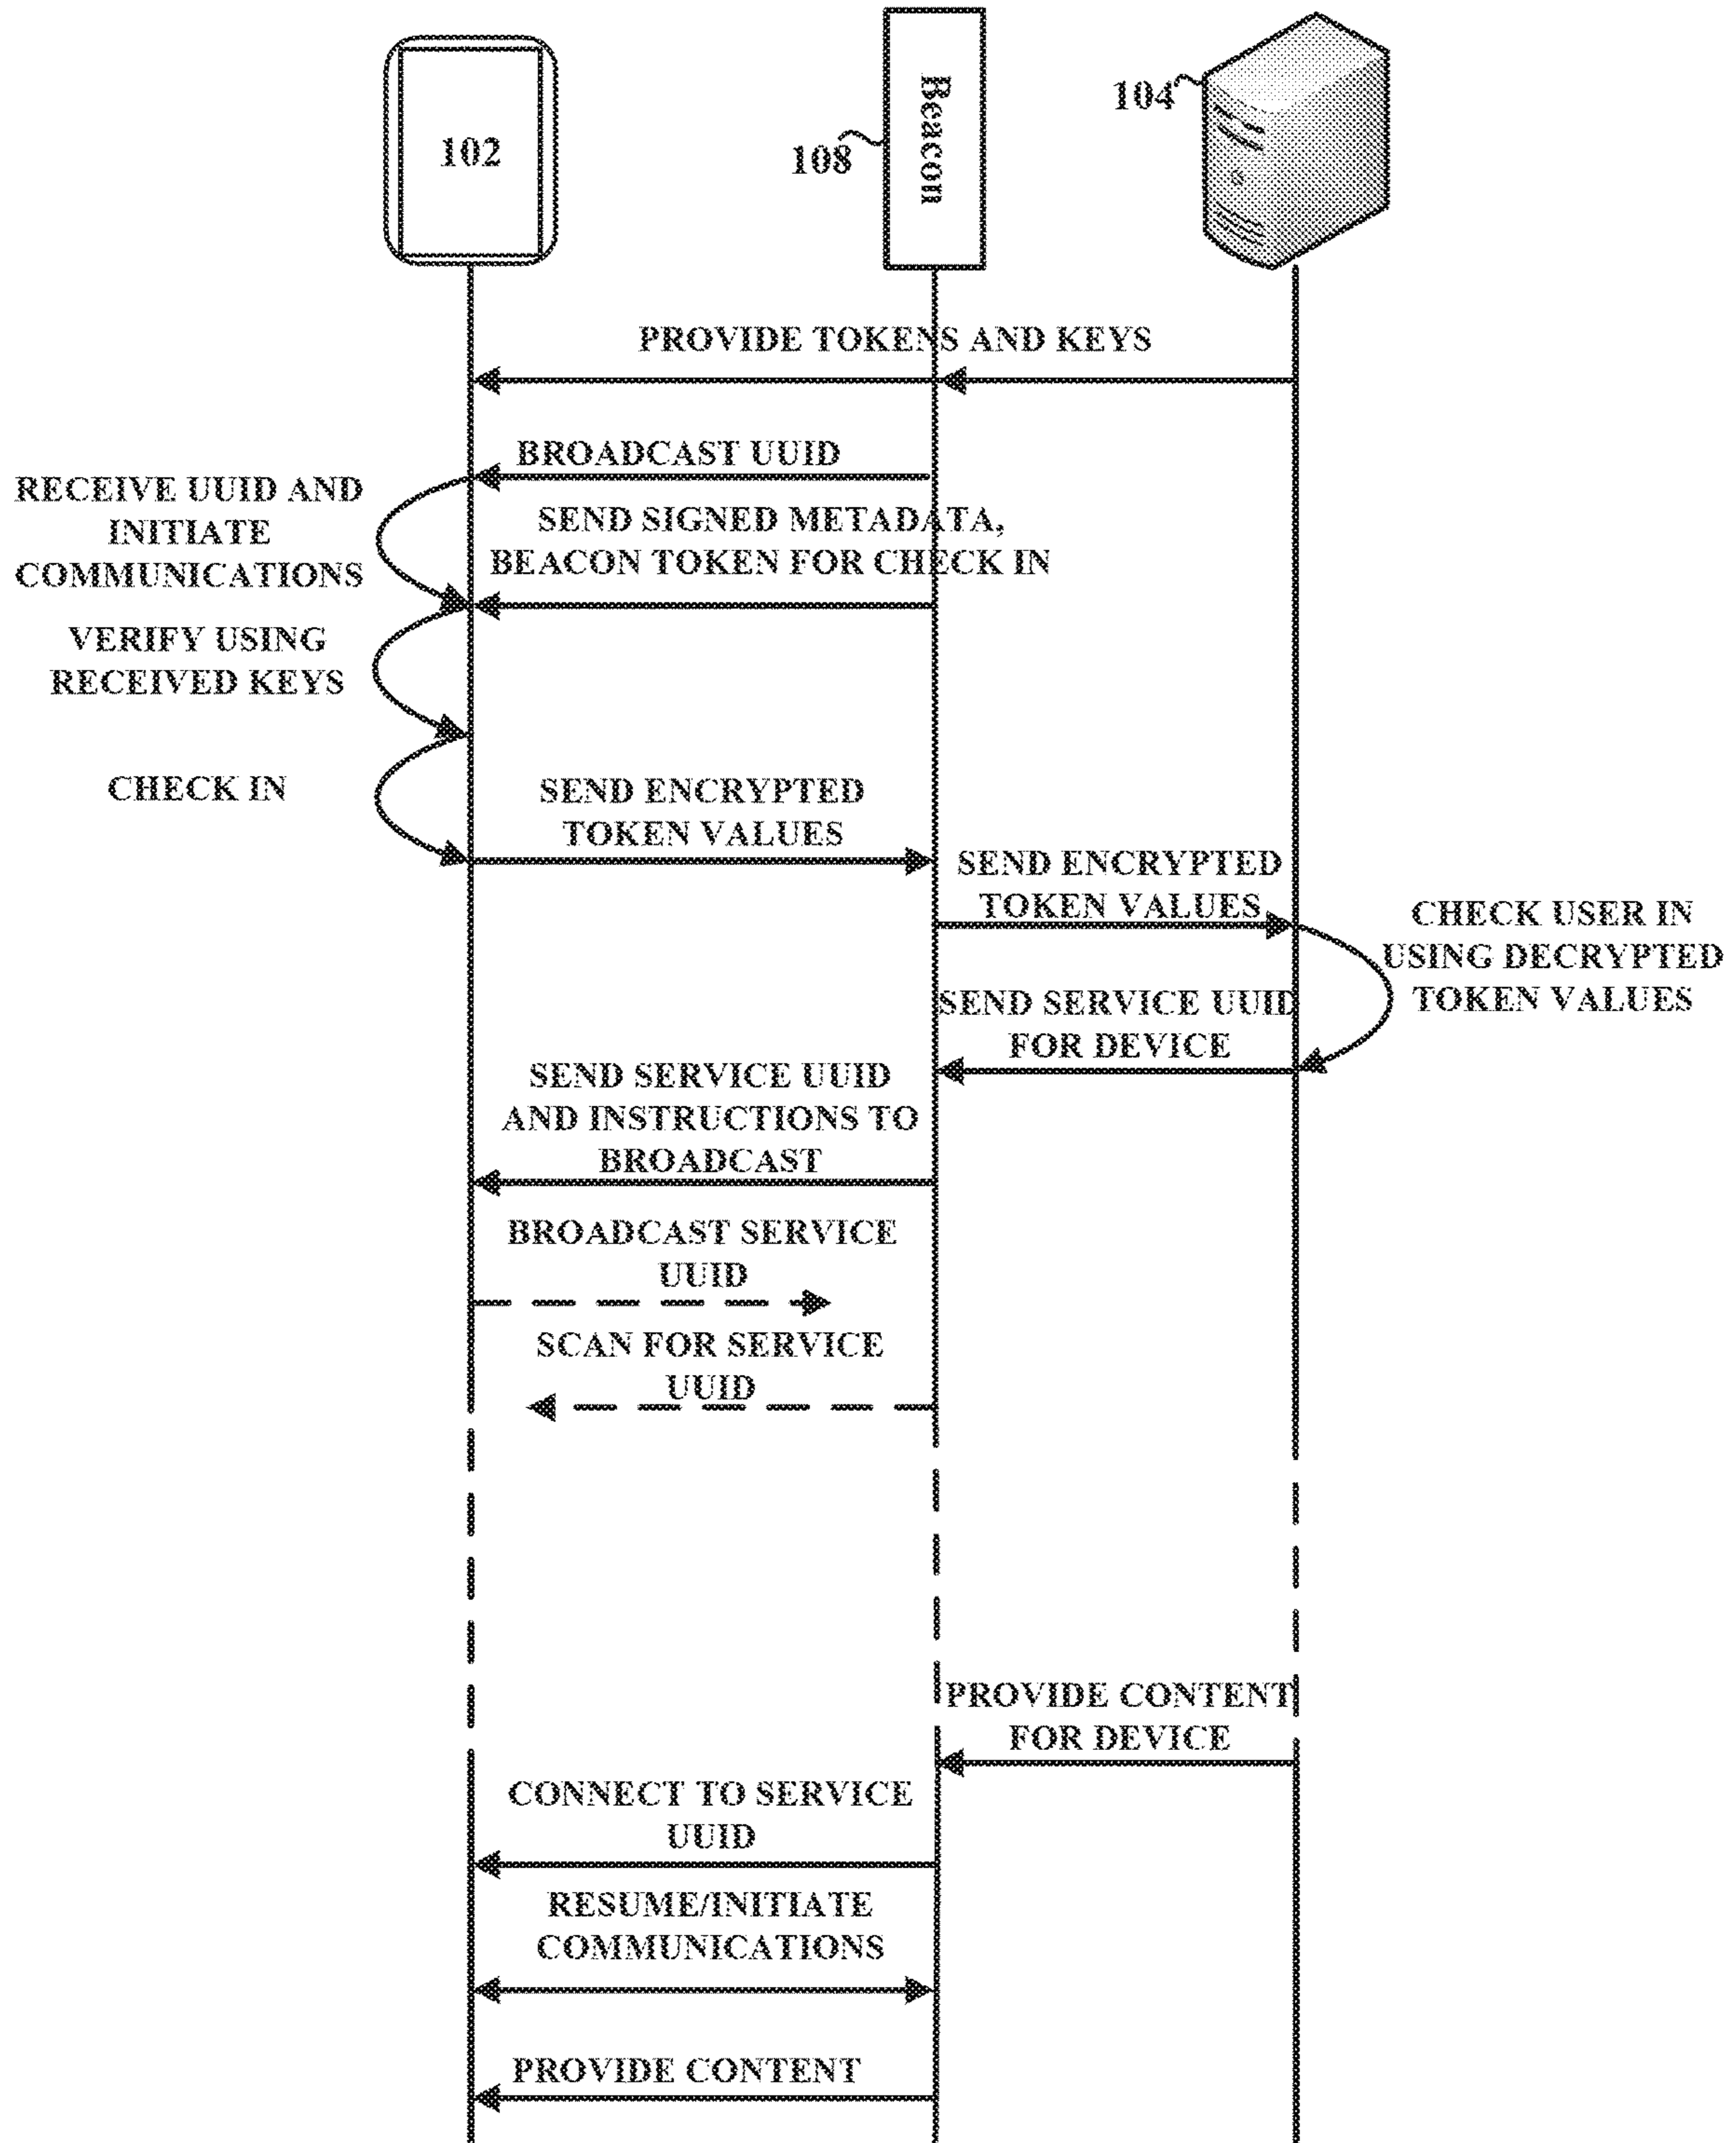 102
108
Beacon
104
PROVIDE TOKENS AND KEYS
BROADCAST UUID
RECEIVE UUID AND
INITIATE
COMMUNICATIONS
SEND SIGNED METADATA,
BEACON TOKEN FOR CHECK IN
VERIFY USING
RECEIVED KEYS
CHECK IN
SEND ENCRYPTED
TOKEN VALUES
SEND ENCRYPTED
TOKEN VALUES
CHECK USER IN
USING DECRYPTED
TOKEN VALUES
SEND SERVICE UUID
FOR DEVICE
SEND SERVICE UUID
AND INSTRUCTIONS TO
BROADCAST
BROADCAST SERVICE
UUID
SCAN FOR SERVICE
UUID
PROVIDE CONTENT
FOR DEVICE
CONNECT TO SERVICE
UUID
RESUME/INITIATE
COMMUNICATIONS
PROVIDE CONTENT